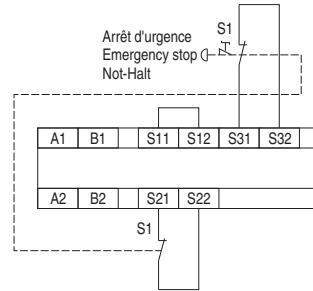 S1
Arrêt d'urgence
Emergency stop
Not-Halt
A1 B1 S11 S12 S31 S32
A2 B2 S21 S22
S1